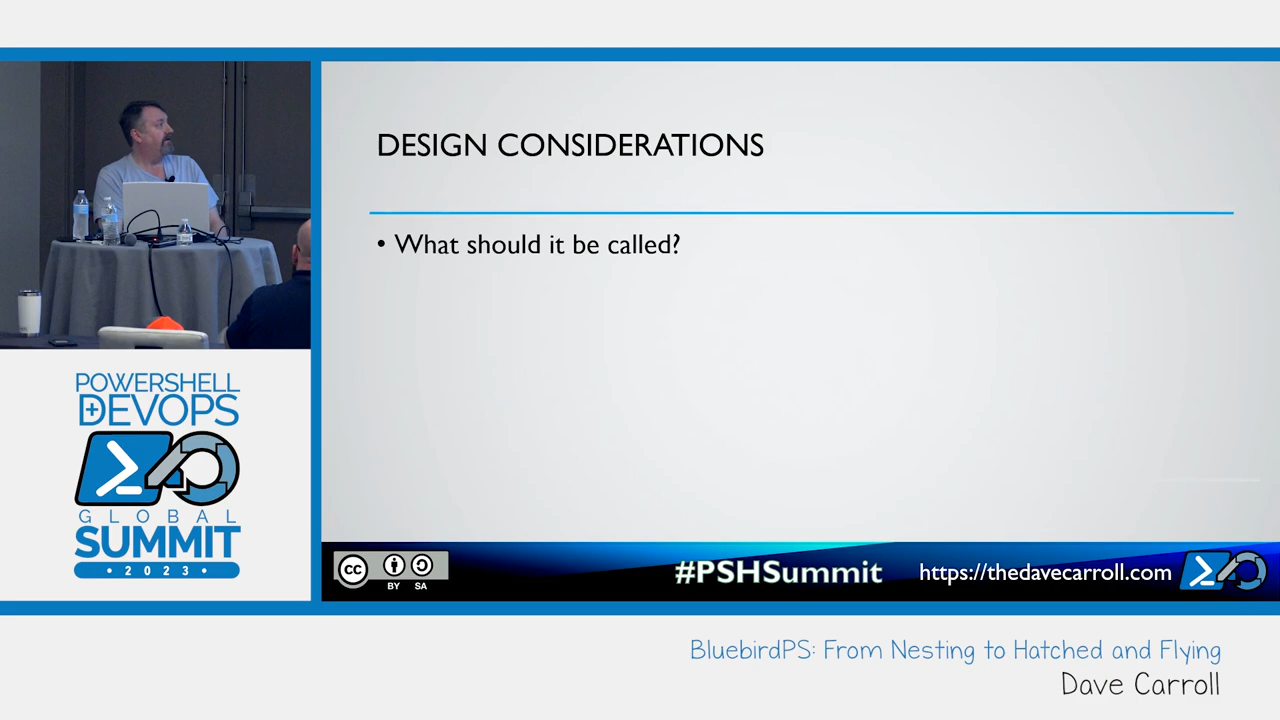 DESIGN CONSIDERATIONS
• What should it be called?
POWERSHELL
+DEVOPS
GLOBAL
SUMMIT
• 2023 •
cc BY SA
#PSHSummit
https://thedavecarroll.com
BluebirdPS: From Nesting to Hatched and Flying
Dave Carroll